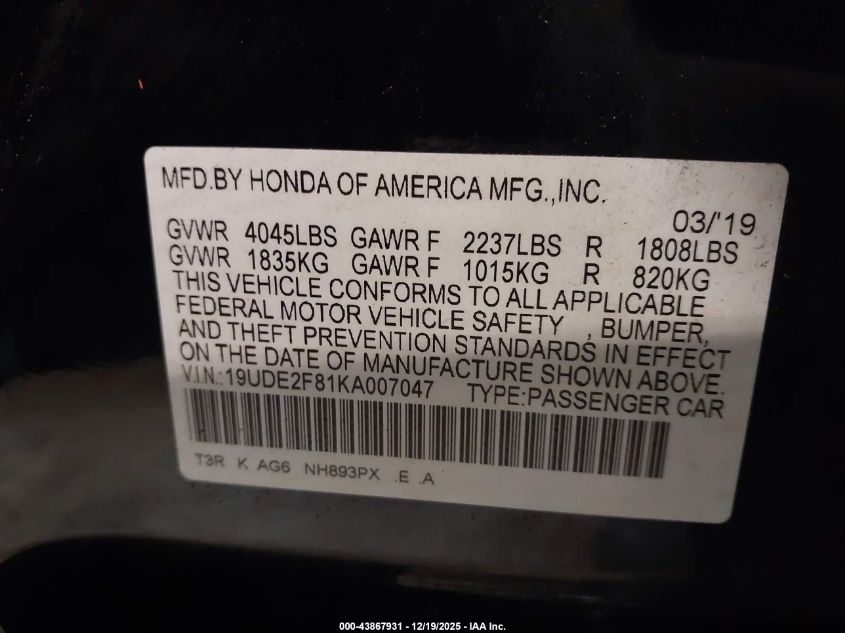 MFD.BY HONDA OF AMERICA MFG.,INC.
03/'19
GVWR 4045LBS GAWR F 2237LBS R 1808LBS
GVWR 1835KG GAWR F 1015KG R 820KG
THIS VEHICLE CONFORMS TO ALL APPLICABLE
FEDERAL MOTOR VEHICLE SAFETY , BUMPER,
AND THEFT PREVENTION STANDARDS IN EFFECT
ON THE DATE OF MANUFACTURE SHOWN ABOVE.
V.I.N.:19UDE2F81KA007047 TYPE:PASSENGER CAR
T3R K AG6 NH893PX .E .A
000-43867931 - 12/19/2025 - IAA Inc.